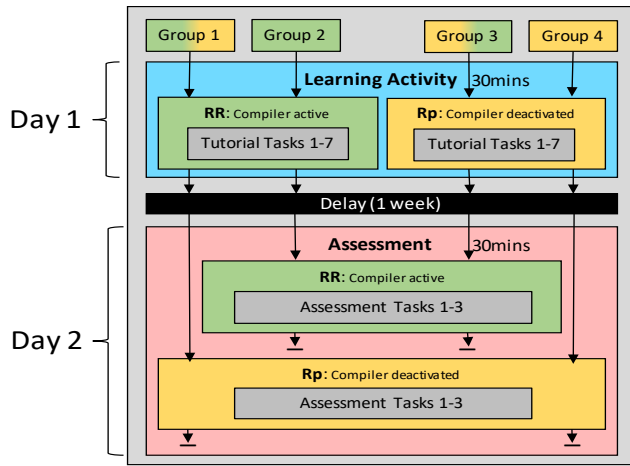 Group 1
Group 2
Group 3
Group 4
Day 1
Learning Activity 30mins
RR: Compiler active
Tutorial Tasks 1-7
Rp: Compiler deactivated
Tutorial Tasks 1-7
Delay (1 week)
Day 2
Assessment 30mins
RR: Compiler active
Assessment Tasks 1-3
Rp: Compiler deactivated
Assessment Tasks 1-3